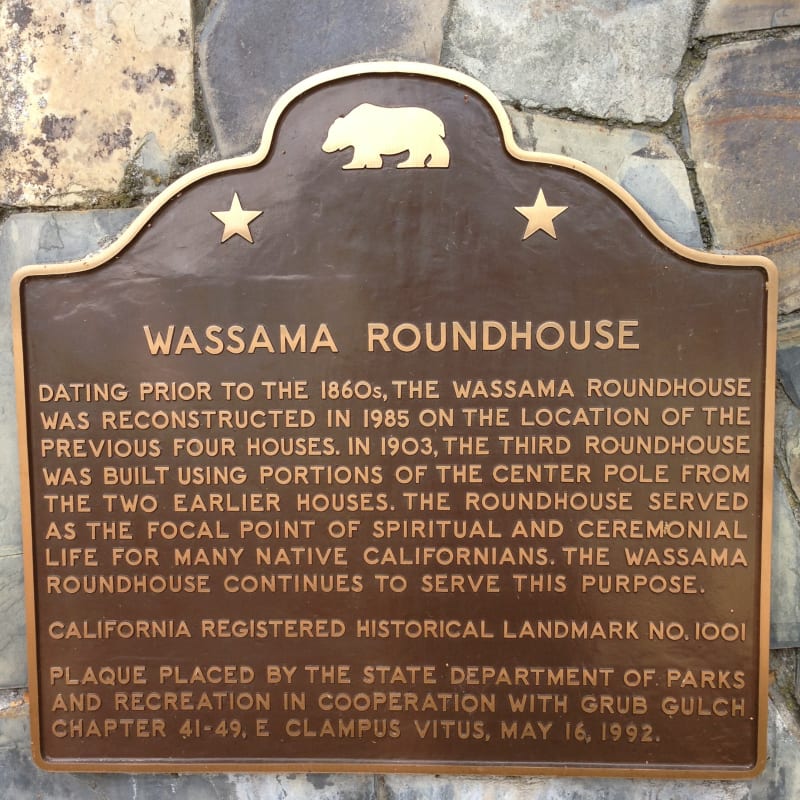 WASSAMA ROUNDHOUSE
DATING PRIOR TO THE 1860s, THE WASSAMA ROUNDHOUSE
WAS RECONSTRUCTED IN 1985 ON THE LOCATION OF THE
PREVIOUS FOUR HOUSES. IN 1903, THE THIRD ROUNDHOUSE
WAS BUILT USING PORTIONS OF THE CENTER POLE FROM
THE TWO EARLIER HOUSES. THE ROUNDHOUSE SERVED
AS THE FOCAL POINT OF SPIRITUAL AND CEREMONIAL
LIFE FOR MANY NATIVE CALIFORNIANS. THE WASSAMA
ROUNDHOUSE CONTINUES TO SERVE THIS PURPOSE.
CALIFORNIA REGISTERED HISTORICAL LANDMARK NO. 1001
PLAQUE PLACED BY THE STATE DEPARTMENT OF PARKS
AND RECREATION IN COOPERATION WITH GRUB GULCH
CHAPTER 41-49, E CLAMPUS VITUS, MAY 16, 1992.